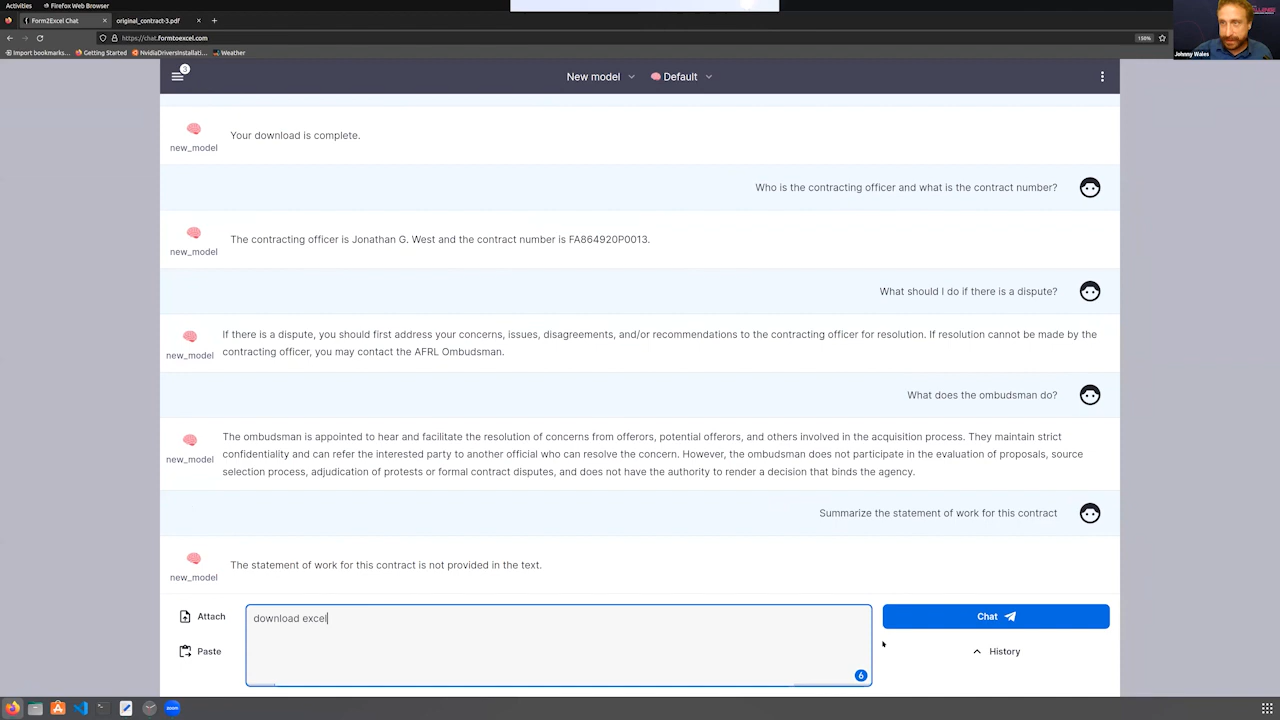 Activities
Firefox Web Browser
Form2Excel Chat
original_contract-3.pdf
https://chat.formtoexcel.com
150%
Import bookmarks...
Getting Started
NvidiaDriversInstallati...
Weather
Johnny Wales
3
New model
Default
Your download is complete.
new_model
Who is the contracting officer and what is the contract number?
The contracting officer is Jonathan G. West and the contract number is FA864920P0013.
new_model
What should I do if there is a dispute?
If there is a dispute, you should first address your concerns, issues, disagreements, and/or recommendations to the contracting officer for resolution. If resolution cannot be made by the
contracting officer, you may contact the AFRL Ombudsman.
new_model
What does the ombudsman do?
The ombudsman is appointed to hear and facilitate the resolution of concerns from offerors, potential offerors, and others involved in the acquisition process. They maintain strict
confidentiality and can refer the interested party to another official who can resolve the concern. However, the ombudsman does not participate in the evaluation of proposals, source
selection process, adjudication of protests or formal contract disputes, and does not have the authority to render a decision that binds the agency.
new_model
Summarize the statement of work for this contract
The statement of work for this contract is not provided in the text.
new_model
Attach
download excel
Chat
Paste
History
6
zoom